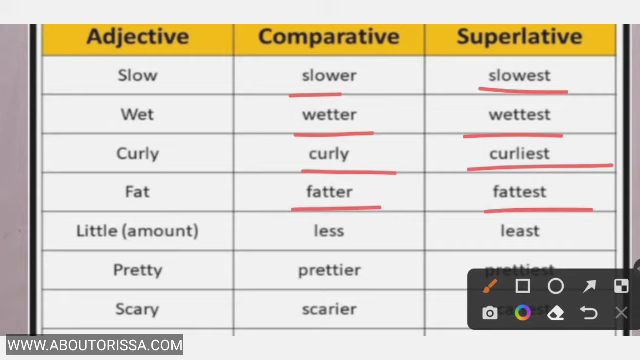 Adjective Comparative Superlative
Slow slower slowest
Wet wetter wettest
Curly curly curliest
Fat fatter fattest
Little (amount) less least
Pretty prettier prettiest
Scary scarier
WWW.ABOUTORISSA.COM